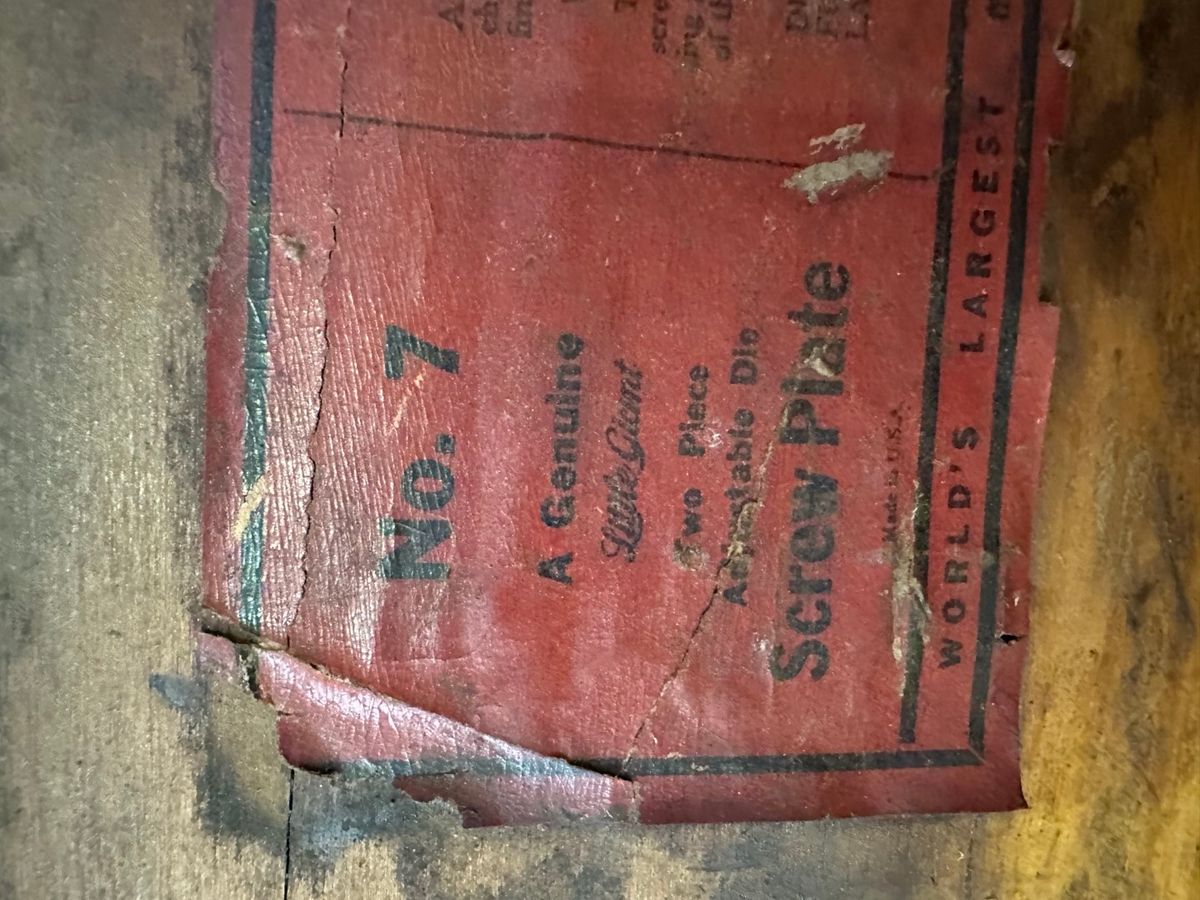 No. 7
A Genuine
Little Giant
Two Piece
Adjustable Die
Screw Plate
Made in U.S.A.
WORLD'S LARGEST